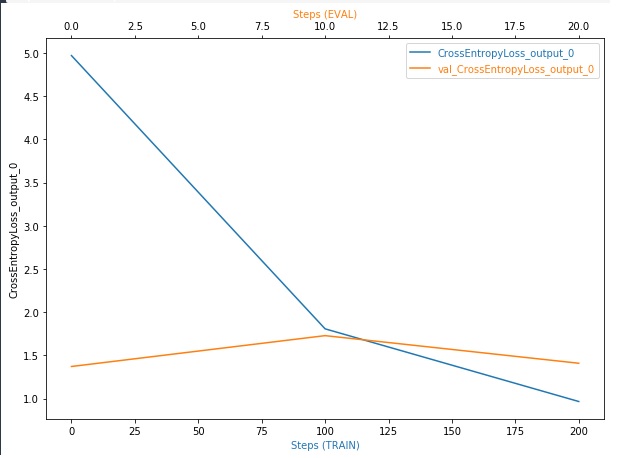 Steps (EVAL)
0.0 2.5 5.0 7.5 10.0 12.5 15.0 17.5 20.0
CrossEntropyLoss_output_0
val_CrossEntropyLoss_output_0
5.0
4.5
4.0
3.5
3.0
2.5
2.0
1.5
1.0
CrossEntropyLoss_output_0
0 25 50 75 100 125 150 175 200
Steps (TRAIN)